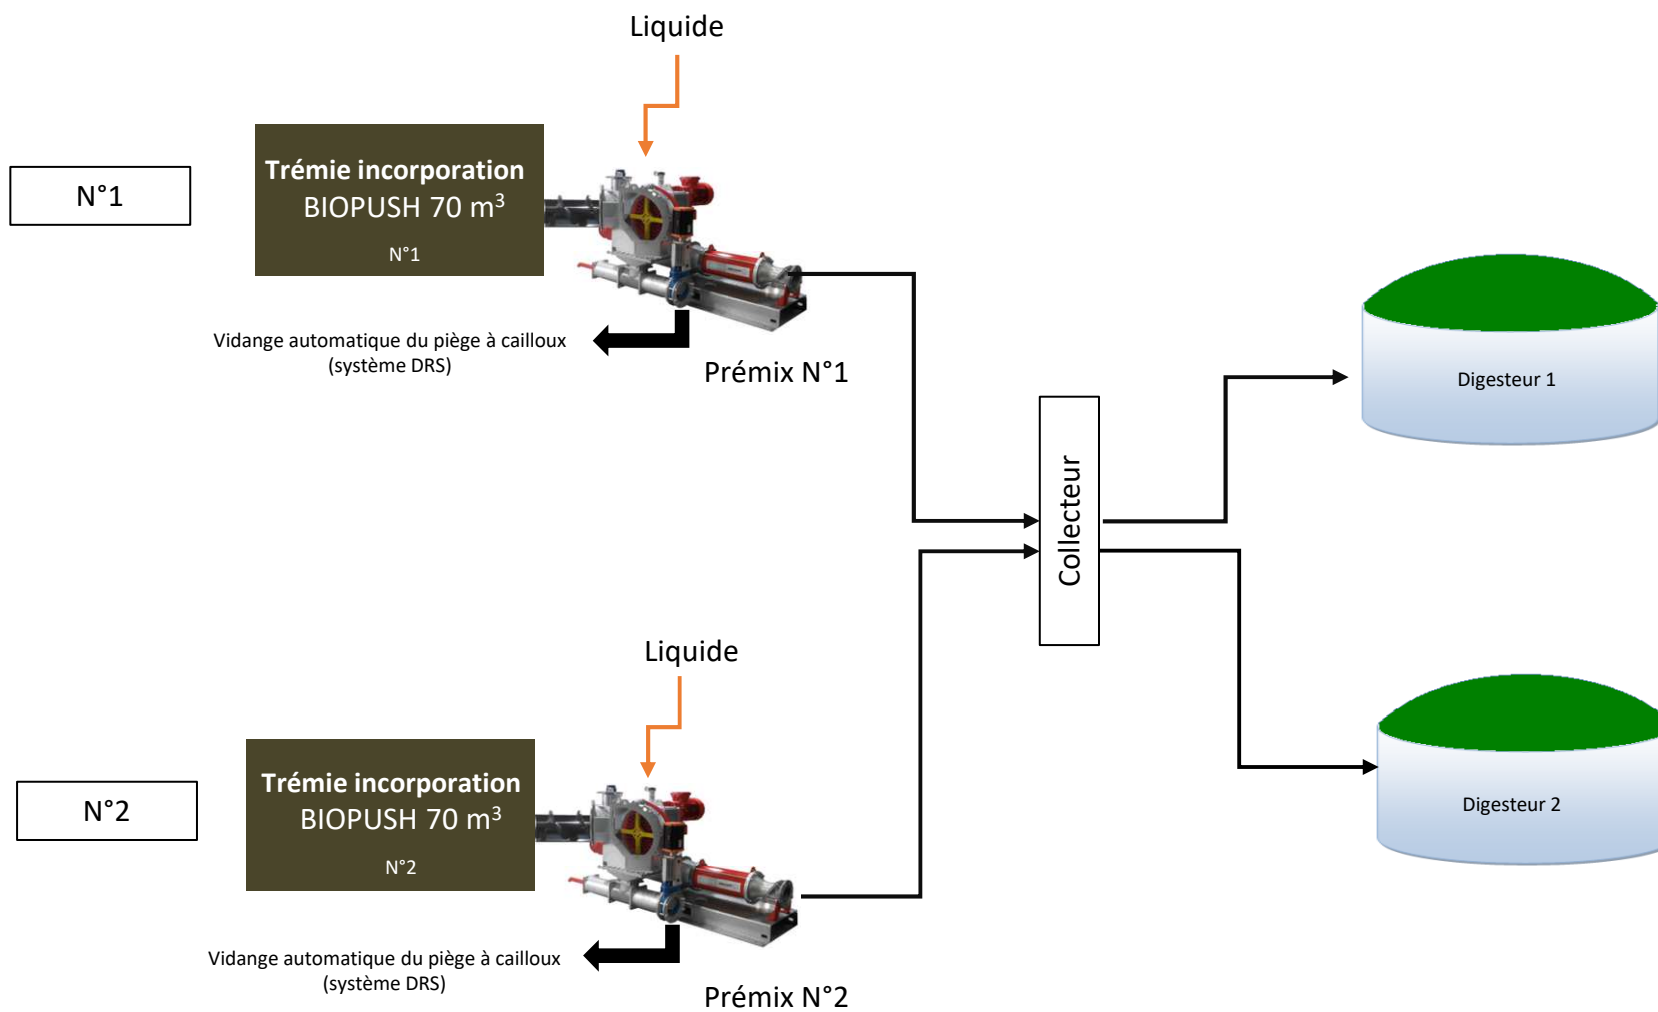 Liquide
N°1
Trémie incorporation
BIOPUSH 70 m³
N°1
Vidange automatique du piège à cailloux
(système DRS)
Prémix N°1
Digesteur 1
Collecteur
Liquide
N°2
Trémie incorporation
BIOPUSH 70 m³
N°2
Digesteur 2
Vidange automatique du piège à cailloux
(système DRS)
Prémix N°2